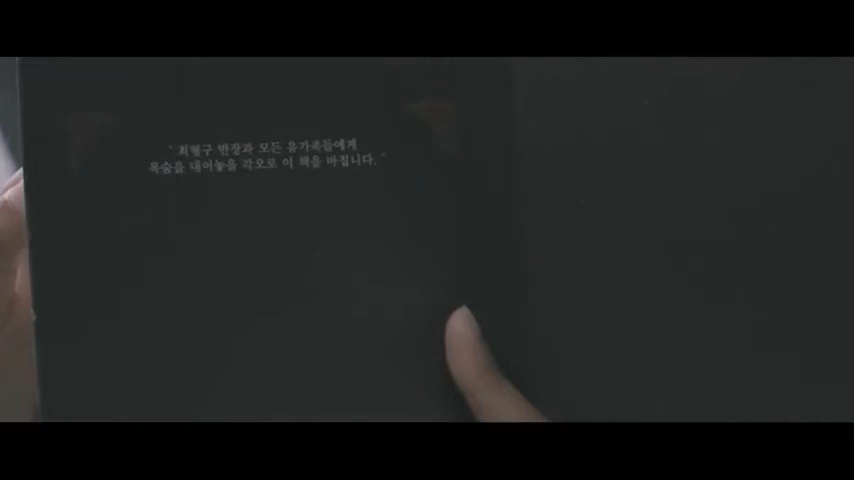 " 최형구 반장과 모든 유가족들에게
목숨을 내어놓을 각오로 이 책을 바칩니다. "